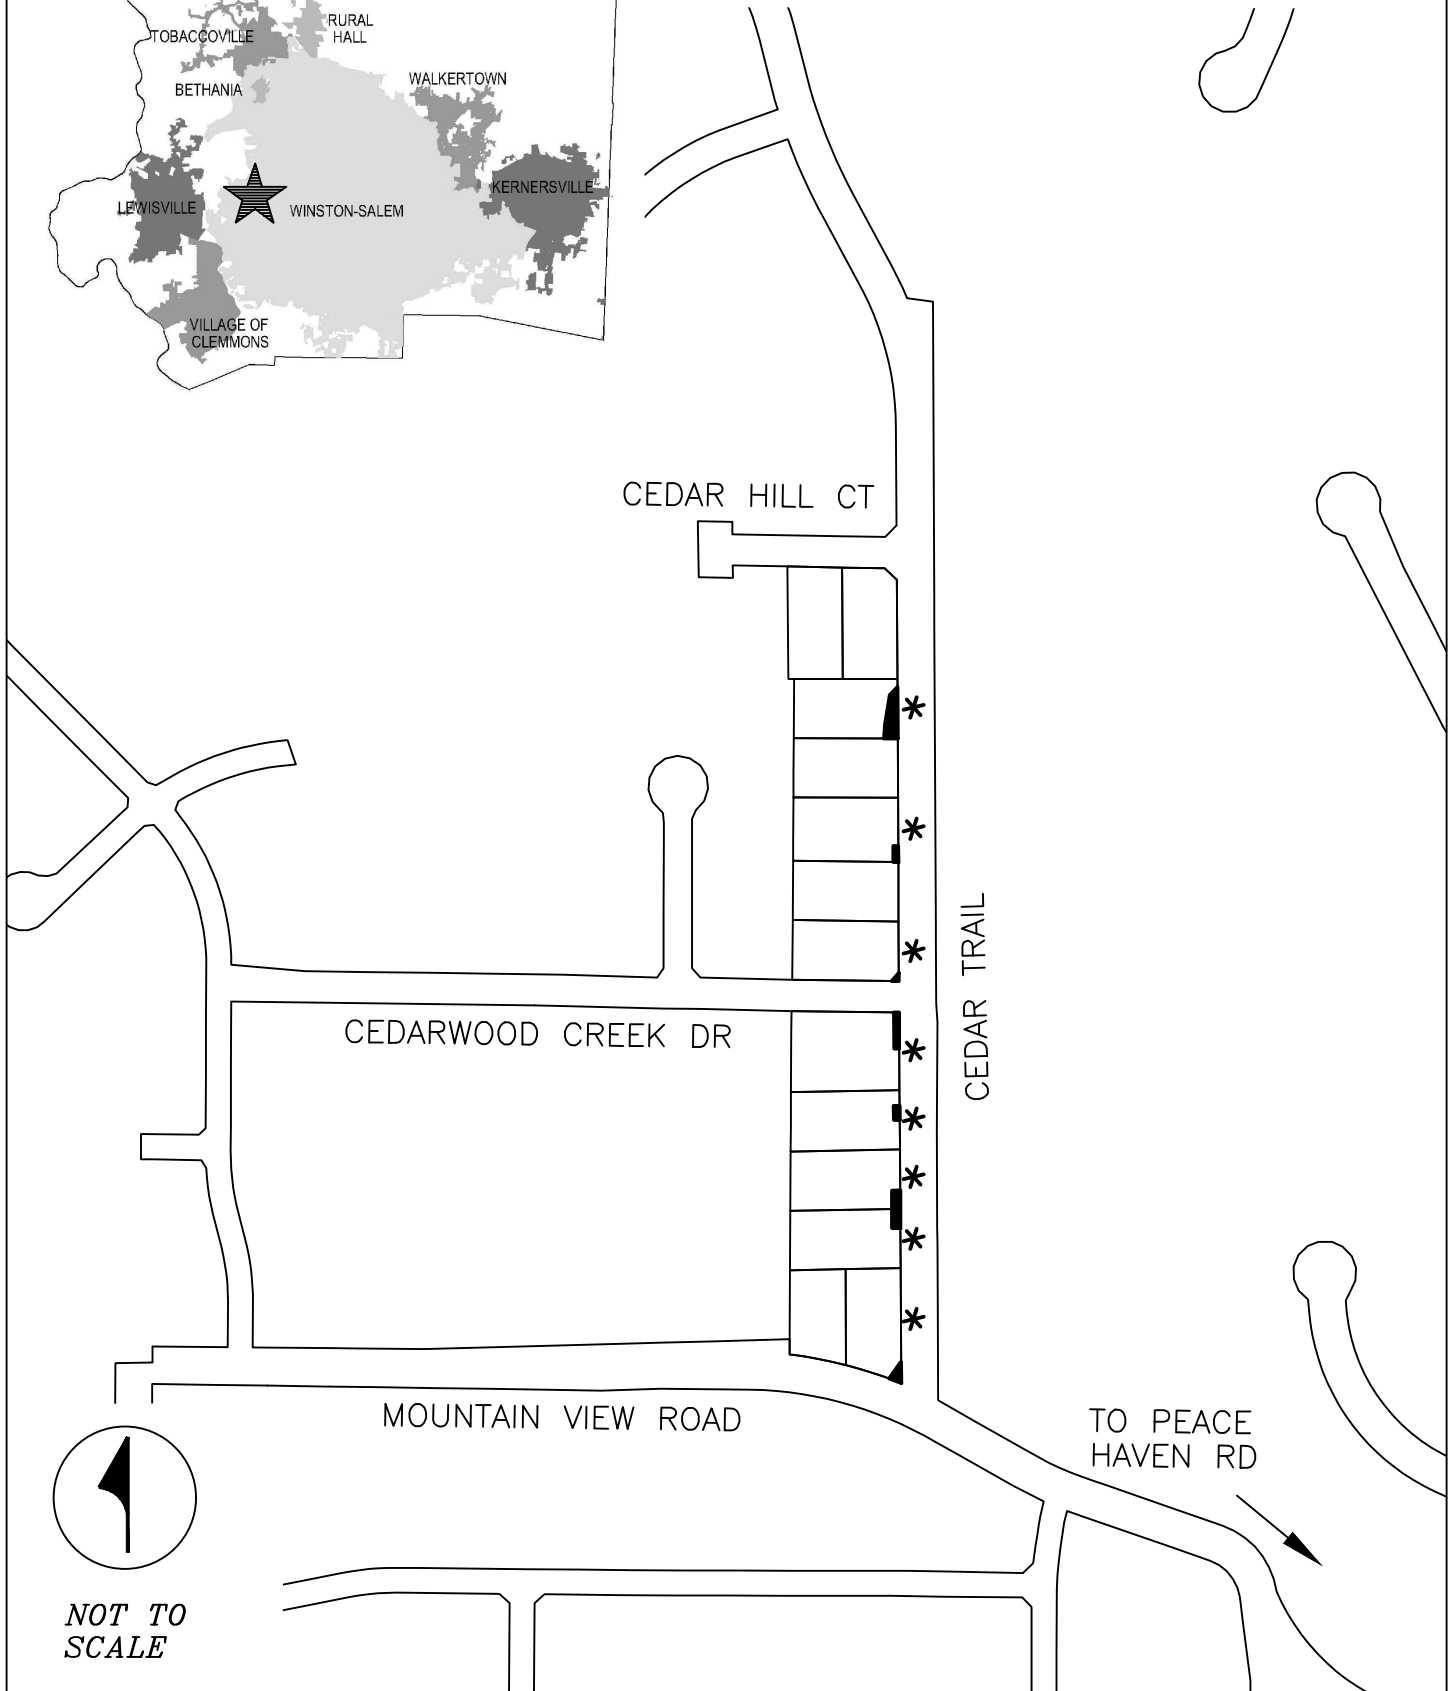 TOBACCOVILLE
RURAL
HALL
BETHANIA
WALKERTOWN
LEWISVILLE
WINSTON-SALEM
KERNERSVILLE
VILLAGE OF
CLEMMONS
CEDAR HILL CT
CEDAR TRAIL
CEDARWOOD CREEK DR
MOUNTAIN VIEW ROAD
TO PEACE
HAVEN RD
NOT TO
SCALE